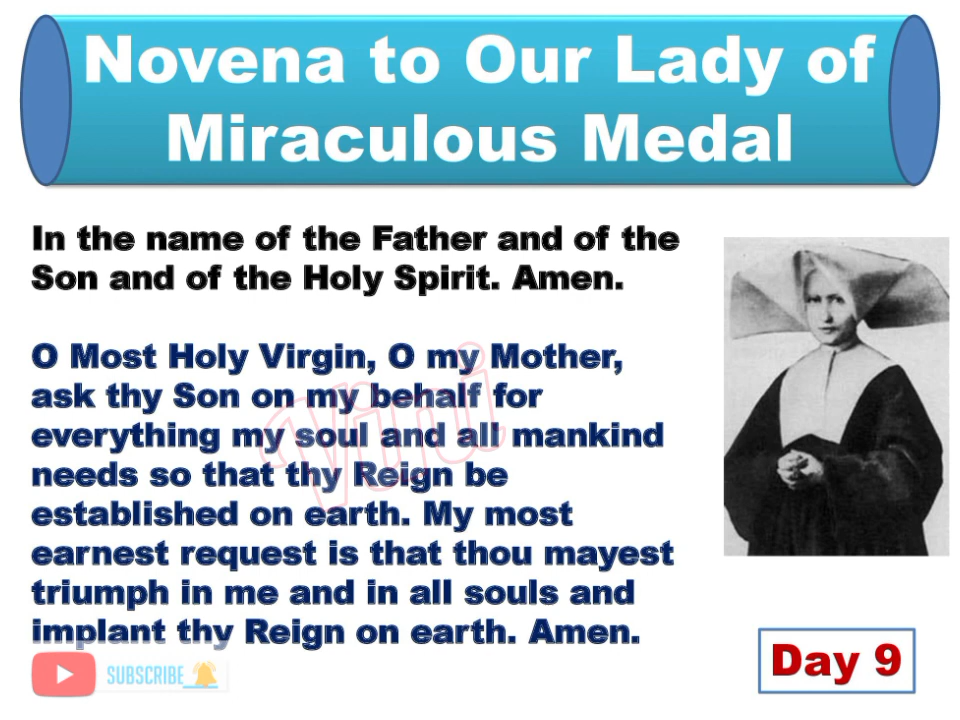 Novena to Our Lady of
Miraculous Medal
In the name of the Father and of the
Son and of the Holy Spirit. Amen.
O Most Holy Virgin, O my Mother,
ask thy Son on my behalf for
everything my soul and all mankind
needs so that thy Reign be
established on earth. My most
earnest request is that thou mayest
triumph in me and in all souls and
implant thy Reign on earth. Amen.
Vini
SUBSCRIBE
Day 9